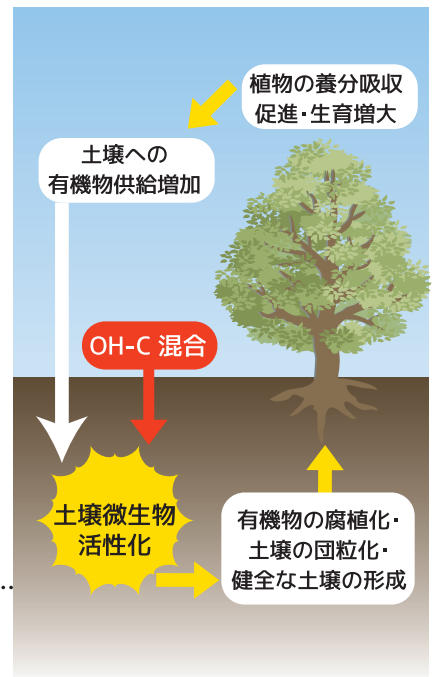 植物の養分吸収
促進・生育増大
土壌への
有機物供給増加
OH-C 混合
土壌微生物
活性化
有機物の腐植化・
土壌の団粒化・
健全な土壌の形成
..